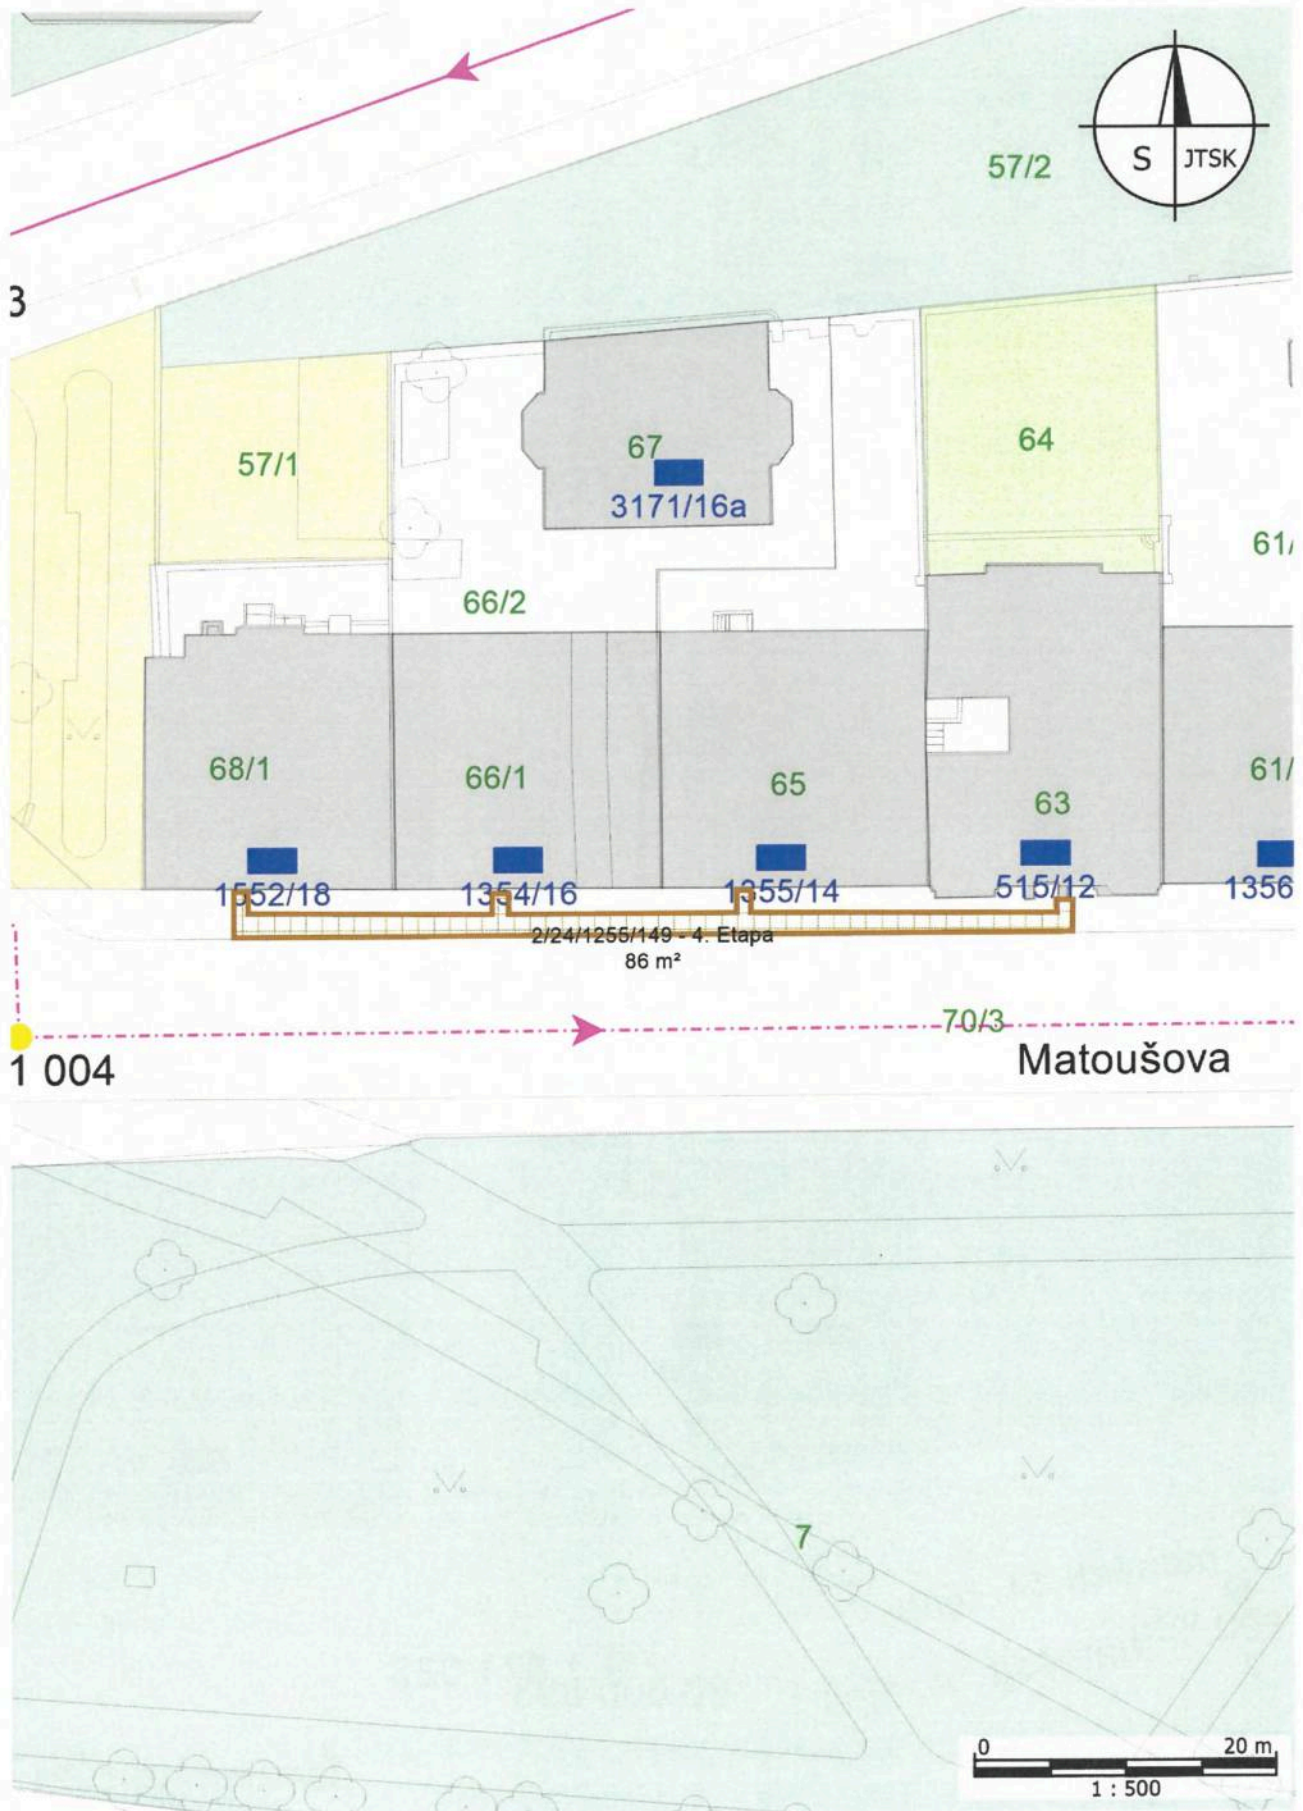 57/2
S JTSK
3
57/1
67
3171/16a
64
61/
66/2
68/1
66/1
65
63
61/
1552/18
1354/16
1355/14
515/12
1356
2/24/1255/149 - 4. Etapa
86 m²
70/3
1 004
Matoušova
7
0 20 m
1 : 500